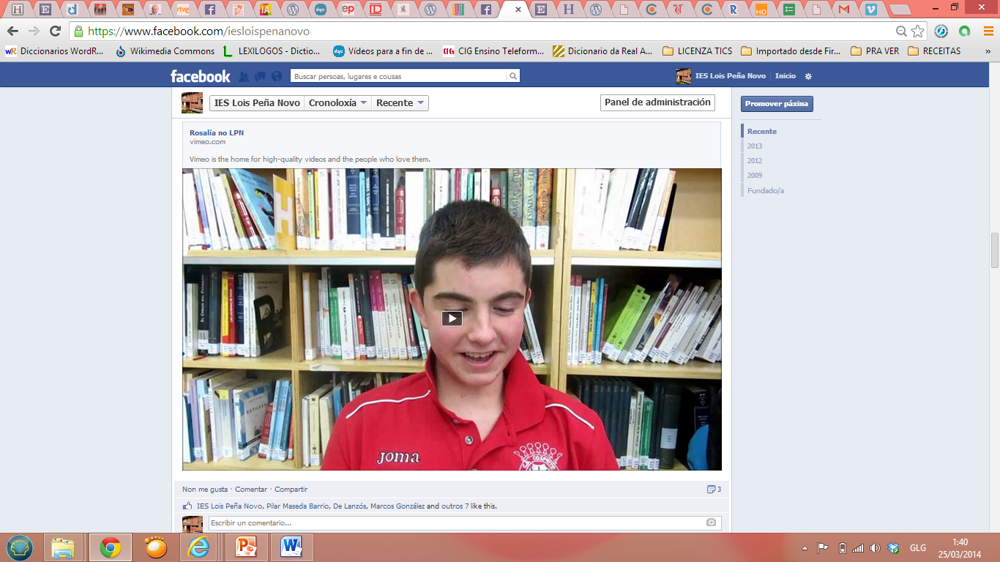 https://www.facebook.com/iesloispenanovo
Diccionarios WordR...
Wikimedia Commons
LEXILOGOS - Dictio...
Vídeos para a fin de ...
CIG Ensino Teleform...
Dicionario da Real A...
LICENZA TICS
Importado desde Fir...
PRA VER
RECEITAS
»
facebook
Buscar persoas, lugares e cousas
IES Lois Peña Novo
Inicio
IES Lois Peña Novo
Cronoloxía
Recente
Panel de administración
Promover páxina
Recente
2013
2012
2009
Fundado/a
Rosalía no LPN
vimeo.com
Vimeo is the home for high-quality videos and the people who love them.
joma
Non me gusta · Comentar · Compartir
3
IES Lois Peña Novo, Pilar Maseda Barrio, De Lanzós, Marcos González and outros 7 like this.
Escribir un comentario...
GLG
1:40
25/03/2014